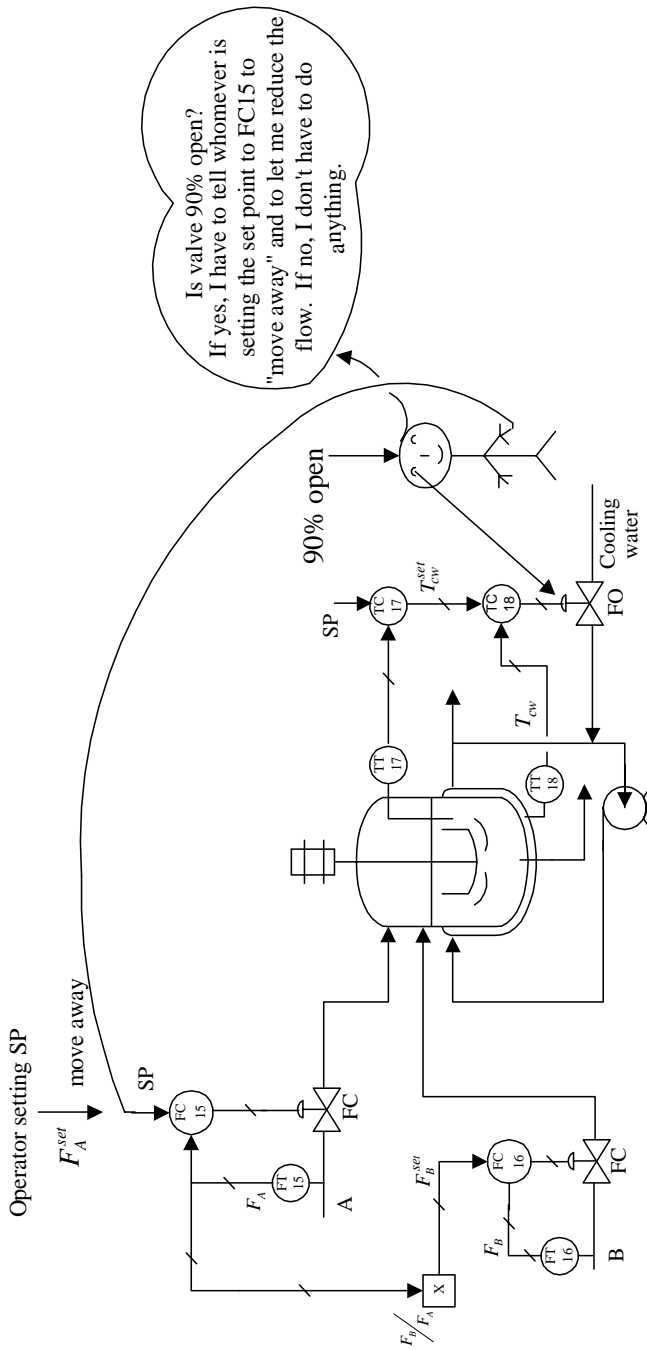 Operator setting SP
F_A^set
move away
SP
FC
15
FT
15
F_A
A
FC
F_B / F_A
X
F_B^set
FC
16
F_B
FT
16
B
FC
TT
17
TT
18
T_cw
SP
TC
17
T_cw^set
TC
18
FO
Cooling
water
90% open
Is valve 90% open?
If yes, I have to tell whomever is
setting the set point to FC15 to
"move away" and to let me reduce the
flow. If no, I don't have to do
anything.